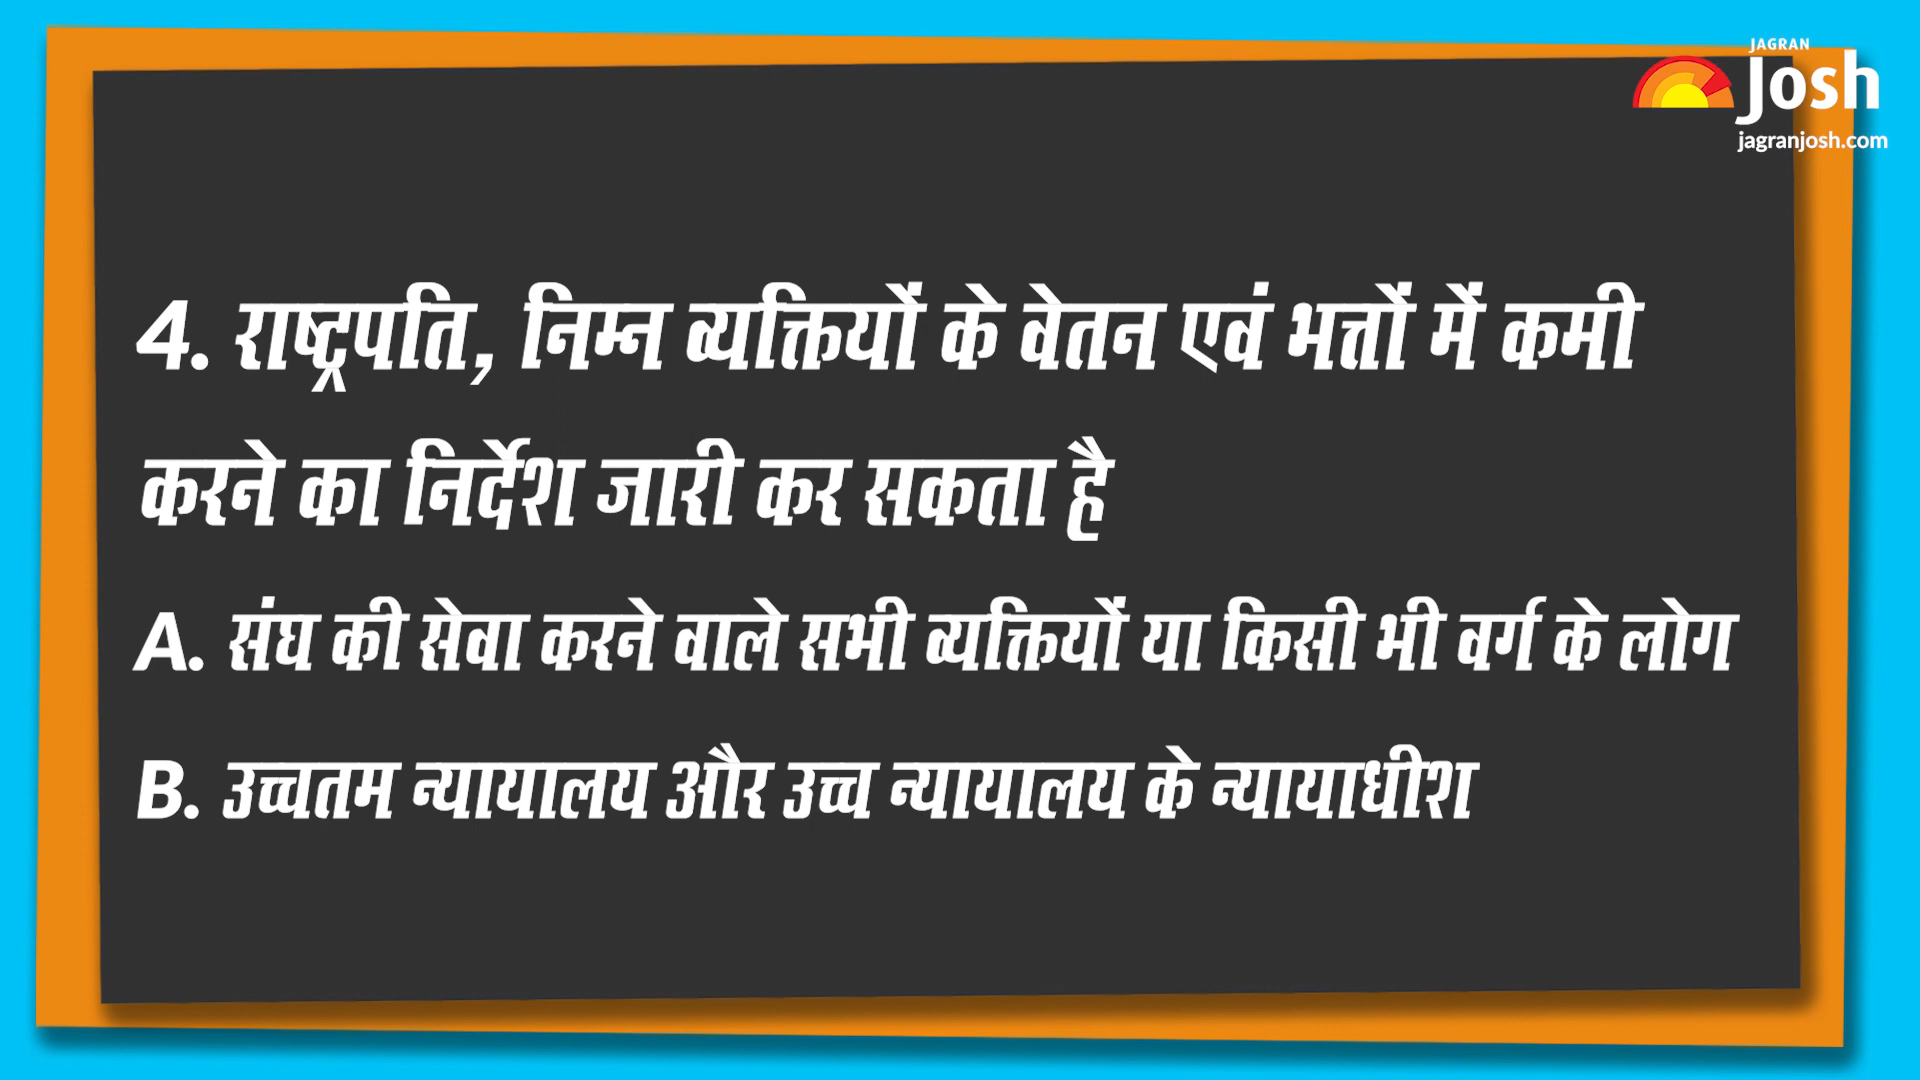 JAGRAN
Josh
jagranjosh.com
4. राष्ट्रपति, निम्न व्यक्तियों के वेतन एवं भत्तों में कमी
करने का निर्देश जारी कर सकता है
A. संघ की सेवा करने वाले सभी व्यक्तियों या किसी भी वर्ग के लोग
B. उच्चतम न्यायालय और उच्च न्यायालय के न्यायाधीश